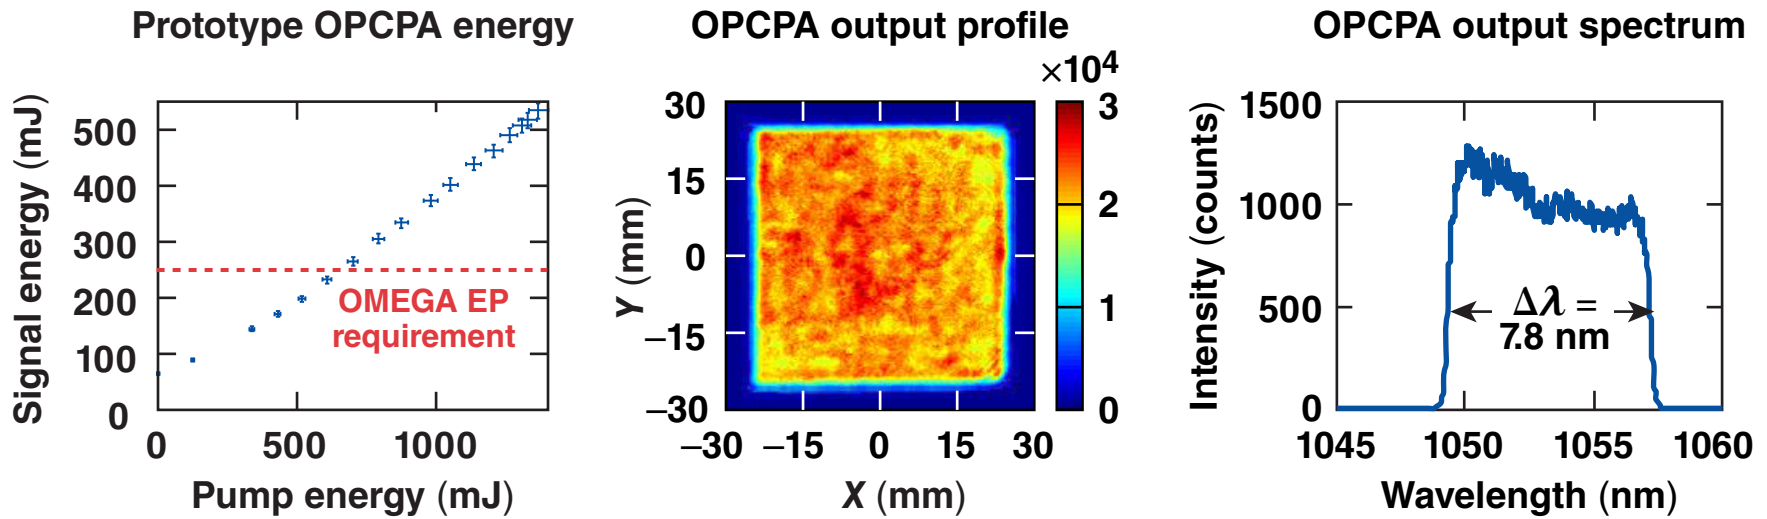 Prototype OPCPA energy
Signal energy (mJ)
500
400
300
200
100
0
OMEGA EP
requirement
0 500 1000
Pump energy (mJ)
OPCPA output profile
×10⁴
Y (mm)
30
15
0
−15
−30
3
2
1
0
−30 −15 0 15 30
X (mm)
OPCPA output spectrum
Intensity (counts)
1500
1000
500
0
Δλ =
7.8 nm
1045 1050 1055 1060
Wavelength (nm)